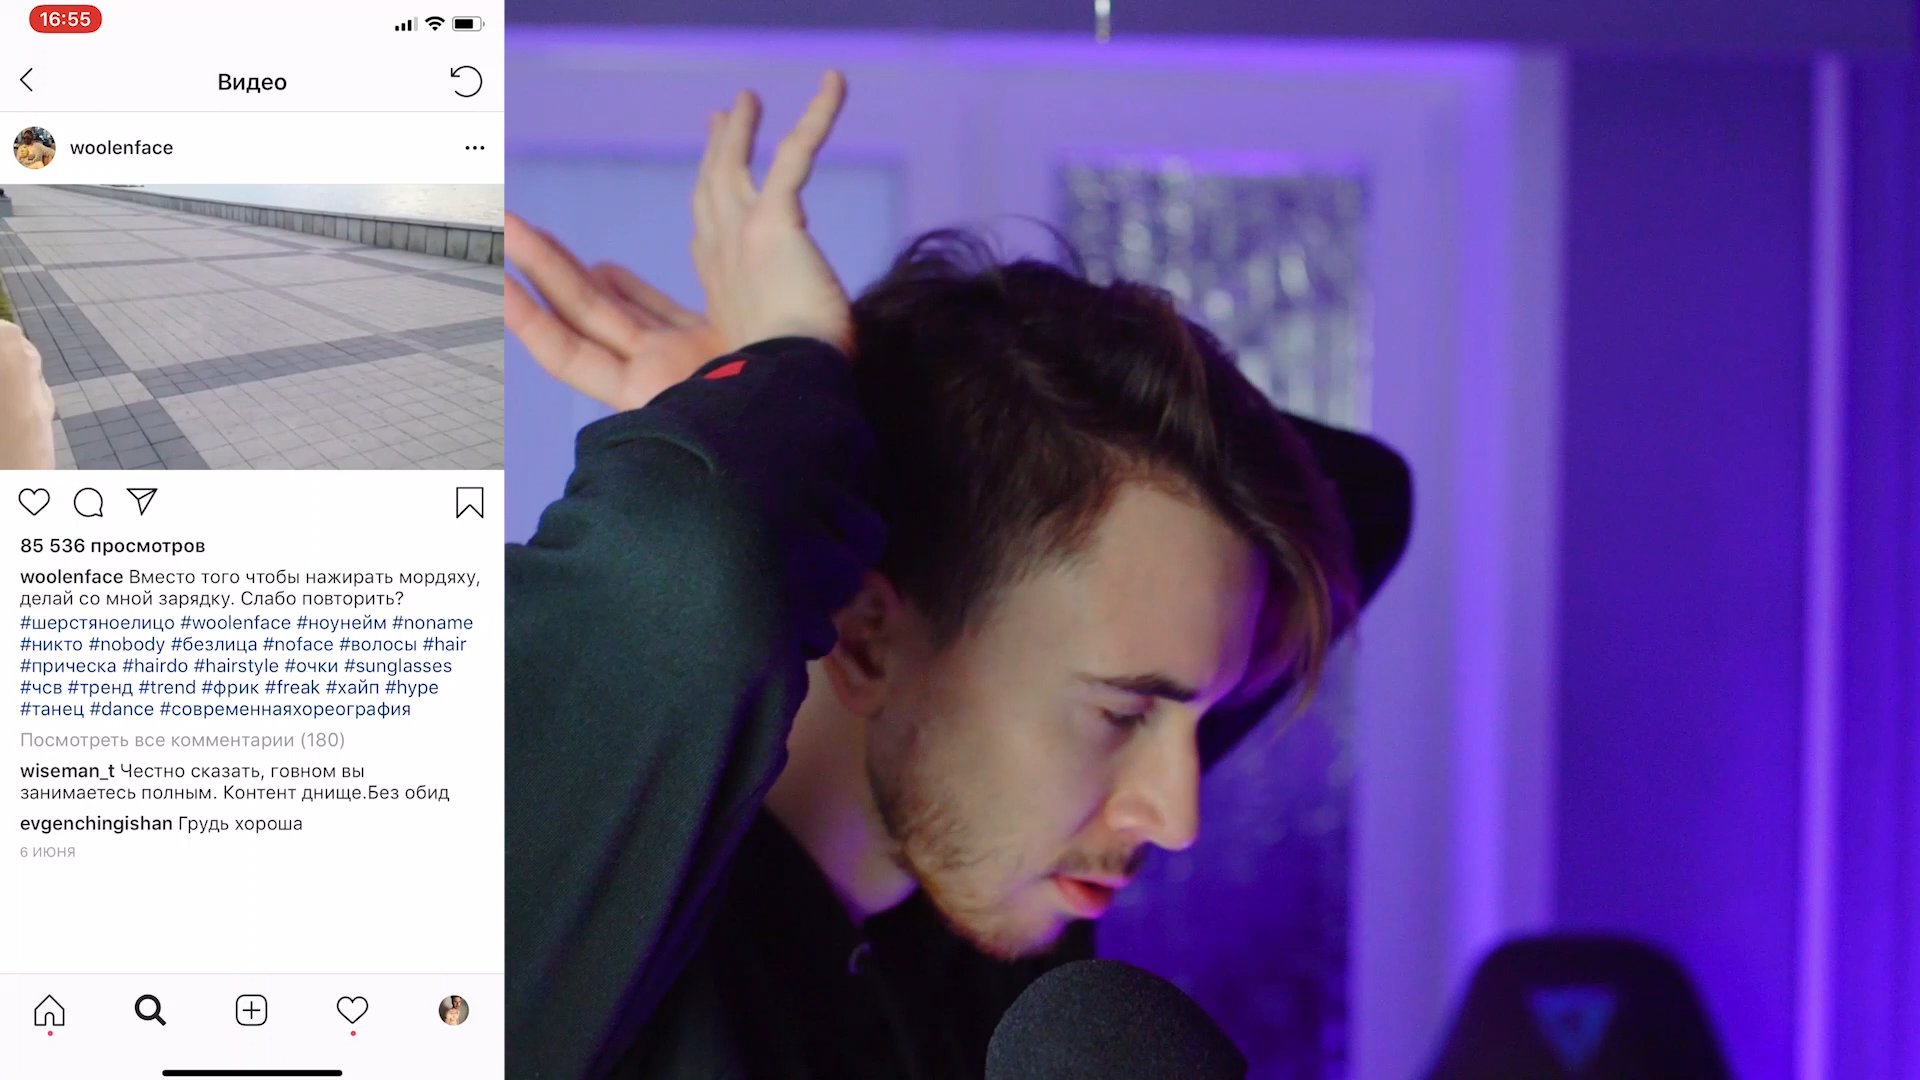 16:55
Видео
woolenface
85 536 просмотров
woolenface Вместо того чтобы нажирать мордяху,
делай со мной зарядку. Слабо повторить?
#шерстяноелицо #woolenface #ноунейм #noname
#никто #nobody #безлица #noface #волосы #hair
#прическа #hairdo #hairstyle #очки #sunglasses
#чсв #тренд #trend #фрик #freak #хайп #hype
#танец #dance #современнаяхореография
Посмотреть все комментарии (180)
wiseman_t Честно сказать, говном вы
занимаетесь полным. Контент днище.Без обид
evgenchingishan Грудь хороша
6 ИЮНЯ